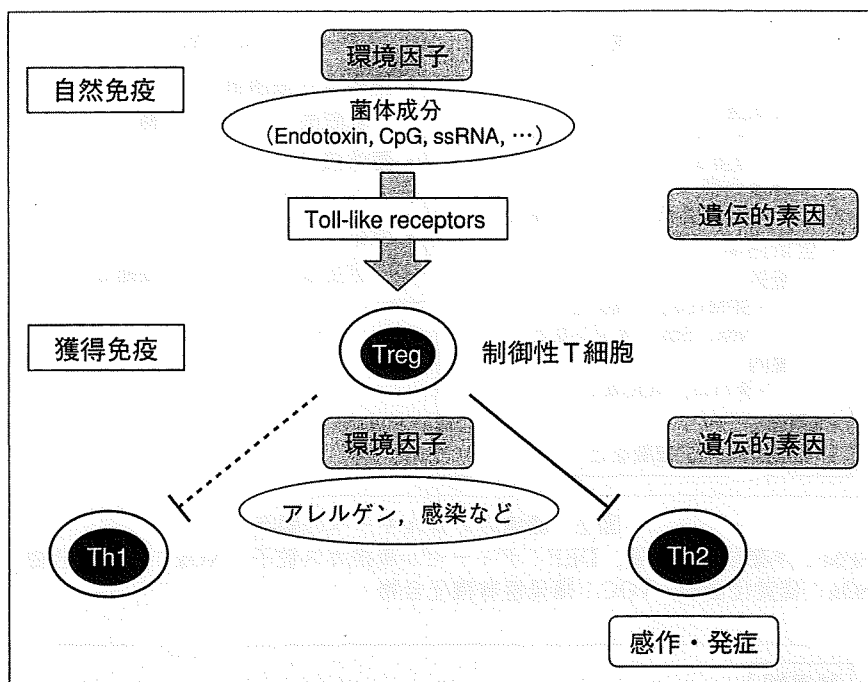 環境因子
自然免疫
菌体成分
(Endotoxin, CpG, ssRNA, …)
Toll-like receptors
遺伝的素因
獲得免疫
Treg
制御性T細胞
環境因子
遺伝的素因
アレルゲン，感染など
Th1
Th2
感作・発症